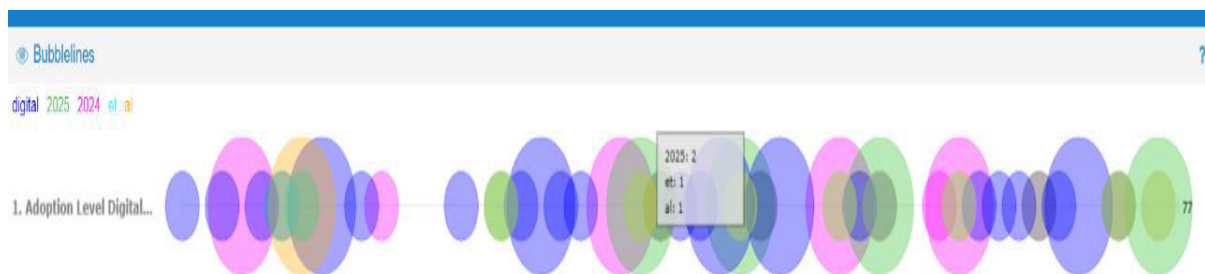 Bubblelines
?
digital 2025 2024 et al
2025: 2
et: 1
al: 1
1. Adoption Level Digital...
77